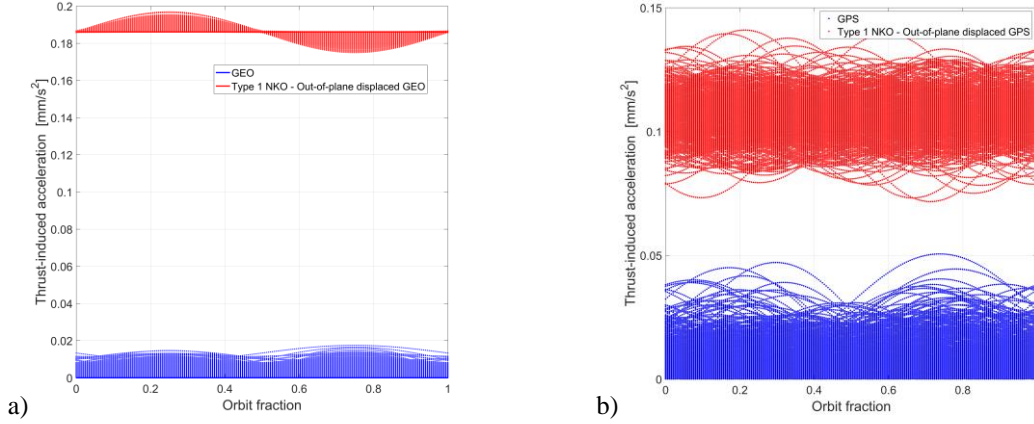 0.2
0.18
0.16
0.14
0.12
0.1
0.08
0.06
0.04
0.02
0
Thrust-induced acceleration [mm/s²]
GEO
Type 1 NKO - Out-of-plane displaced GEO
0 0.2 0.4 0.6 0.8 1
Orbit fraction
a)
0.15
0.1
0.05
0
Thrust-induced acceleration [mm/s²]
GPS
Type 1 NKO - Out-of-plane displaced GPS
0 0.2 0.4 0.6 0.8
Orbit fraction
b)